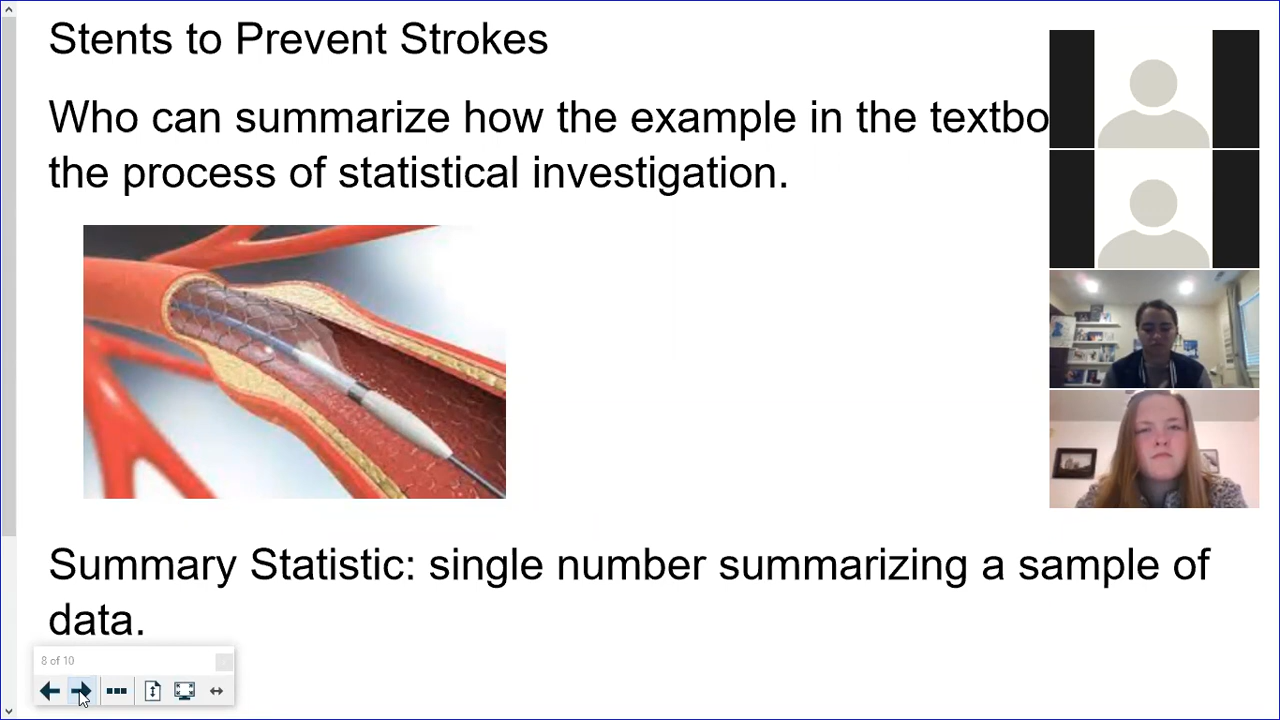 Stents to Prevent Strokes
Who can summarize how the example in the textbo
the process of statistical investigation.
Summary Statistic: single number summarizing a sample of
data.
8 of 10